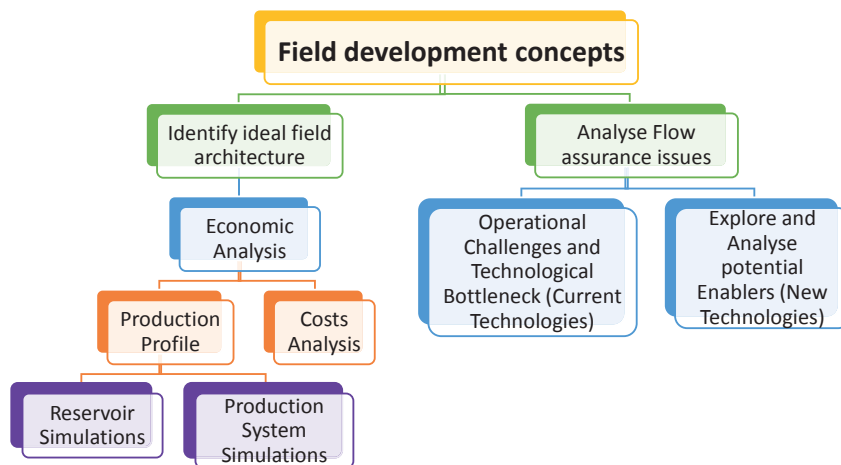 Field development concepts
Identify ideal field
architecture
Analyse Flow
assurance issues
Economic
Analysis
Operational
Challenges and
Technological
Bottleneck (Current
Technologies)
Explore and
Analyse
potential
Enablers (New
Technologies)
Production
Profile
Costs
Analysis
Reservoir
Simulations
Production
System
Simulations